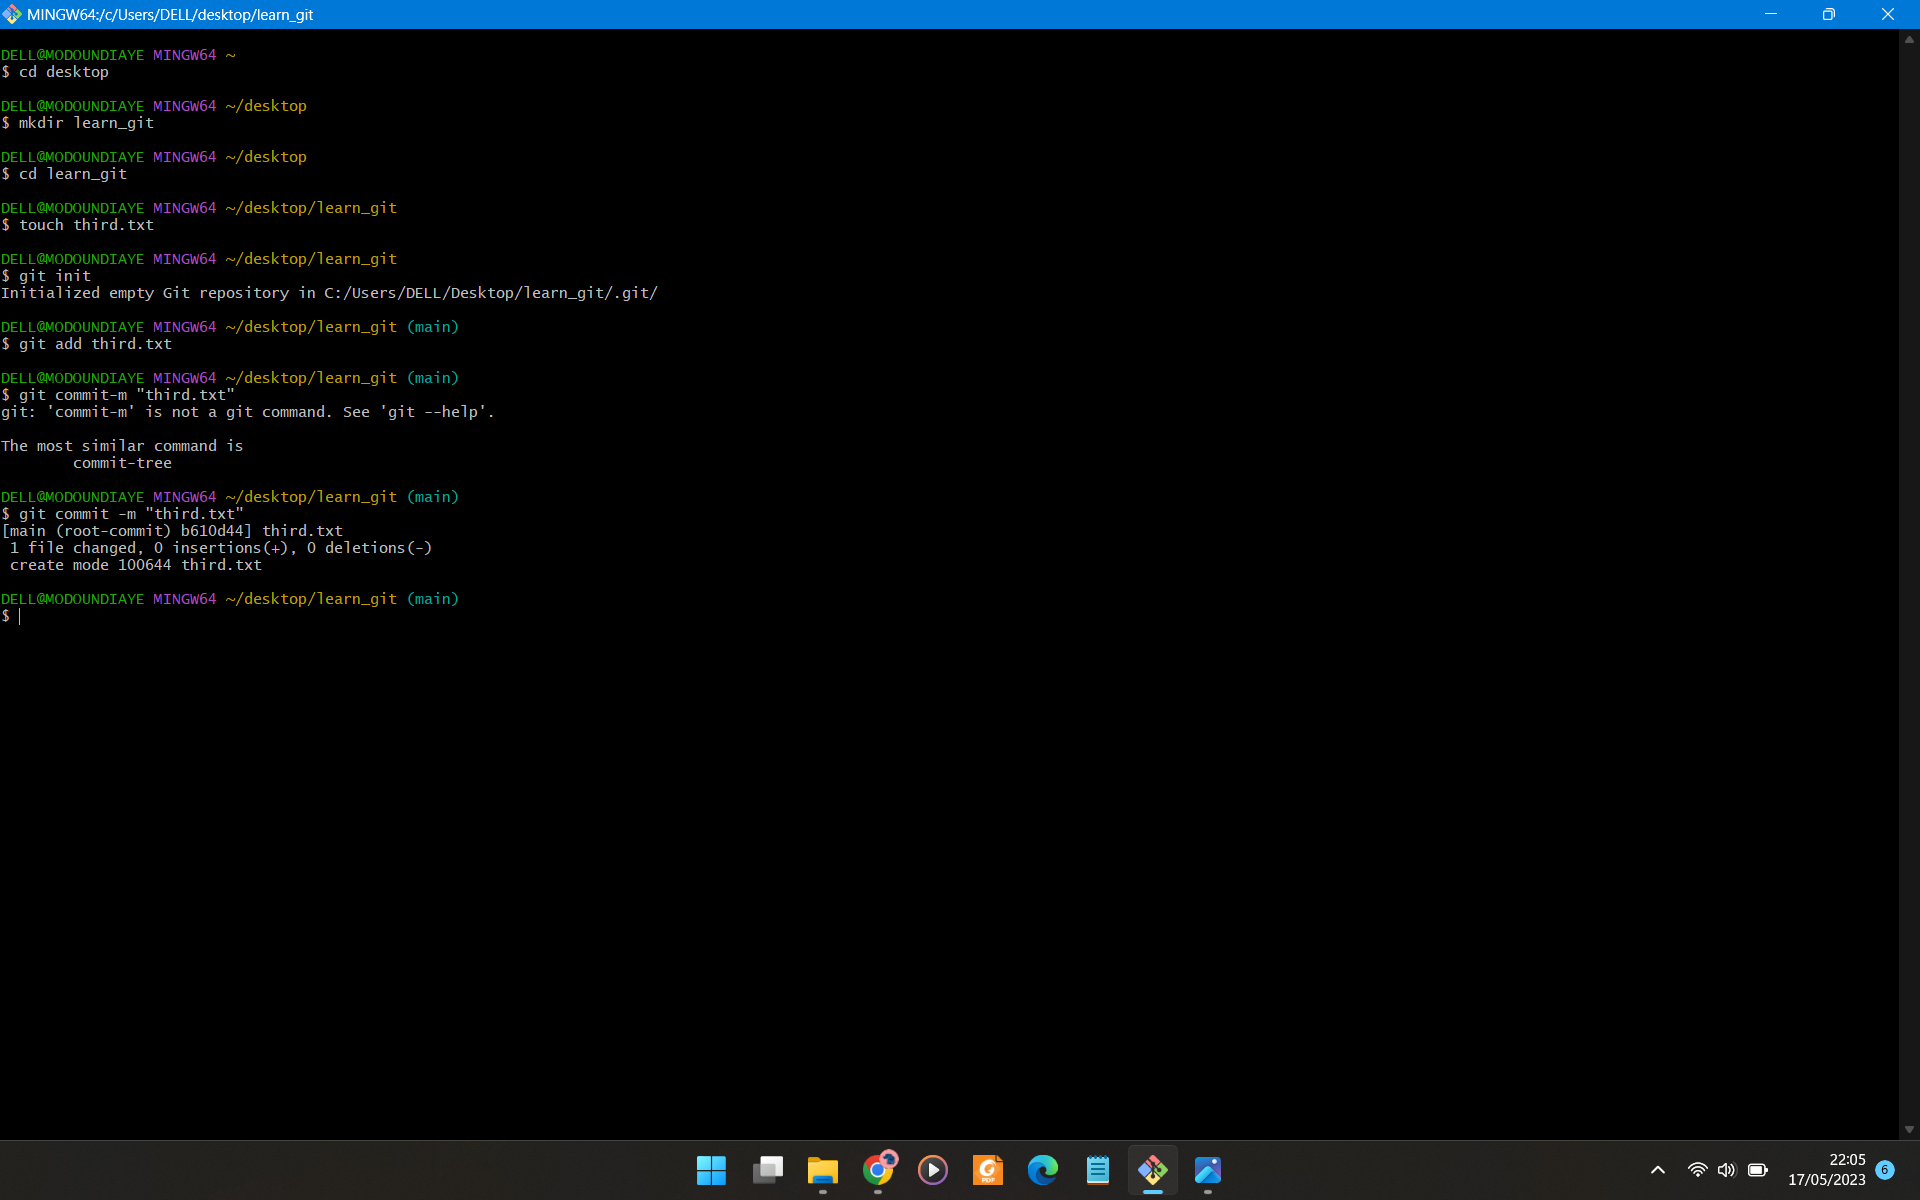 MINGW64:/c/Users/DELL/desktop/learn_git
DELL@MODOUNDIAYE MINGW64 ~
$ cd desktop
DELL@MODOUNDIAYE MINGW64 ~/desktop
$ mkdir learn_git
DELL@MODOUNDIAYE MINGW64 ~/desktop
$ cd learn_git
DELL@MODOUNDIAYE MINGW64 ~/desktop/learn_git
$ touch third.txt
DELL@MODOUNDIAYE MINGW64 ~/desktop/learn_git
$ git init
Initialized empty Git repository in C:/Users/DELL/Desktop/learn_git/.git/
DELL@MODOUNDIAYE MINGW64 ~/desktop/learn_git (main)
$ git add third.txt
DELL@MODOUNDIAYE MINGW64 ~/desktop/learn_git (main)
$ git commit-m "third.txt"
git: 'commit-m' is not a git command. See 'git --help'.
The most similar command is
commit-tree
DELL@MODOUNDIAYE MINGW64 ~/desktop/learn_git (main)
$ git commit -m "third.txt"
[main (root-commit) b610d44] third.txt
1 file changed, 0 insertions(+), 0 deletions(-)
create mode 100644 third.txt
DELL@MODOUNDIAYE MINGW64 ~/desktop/learn_git (main)
$
PDF
22:05
17/05/2023
6